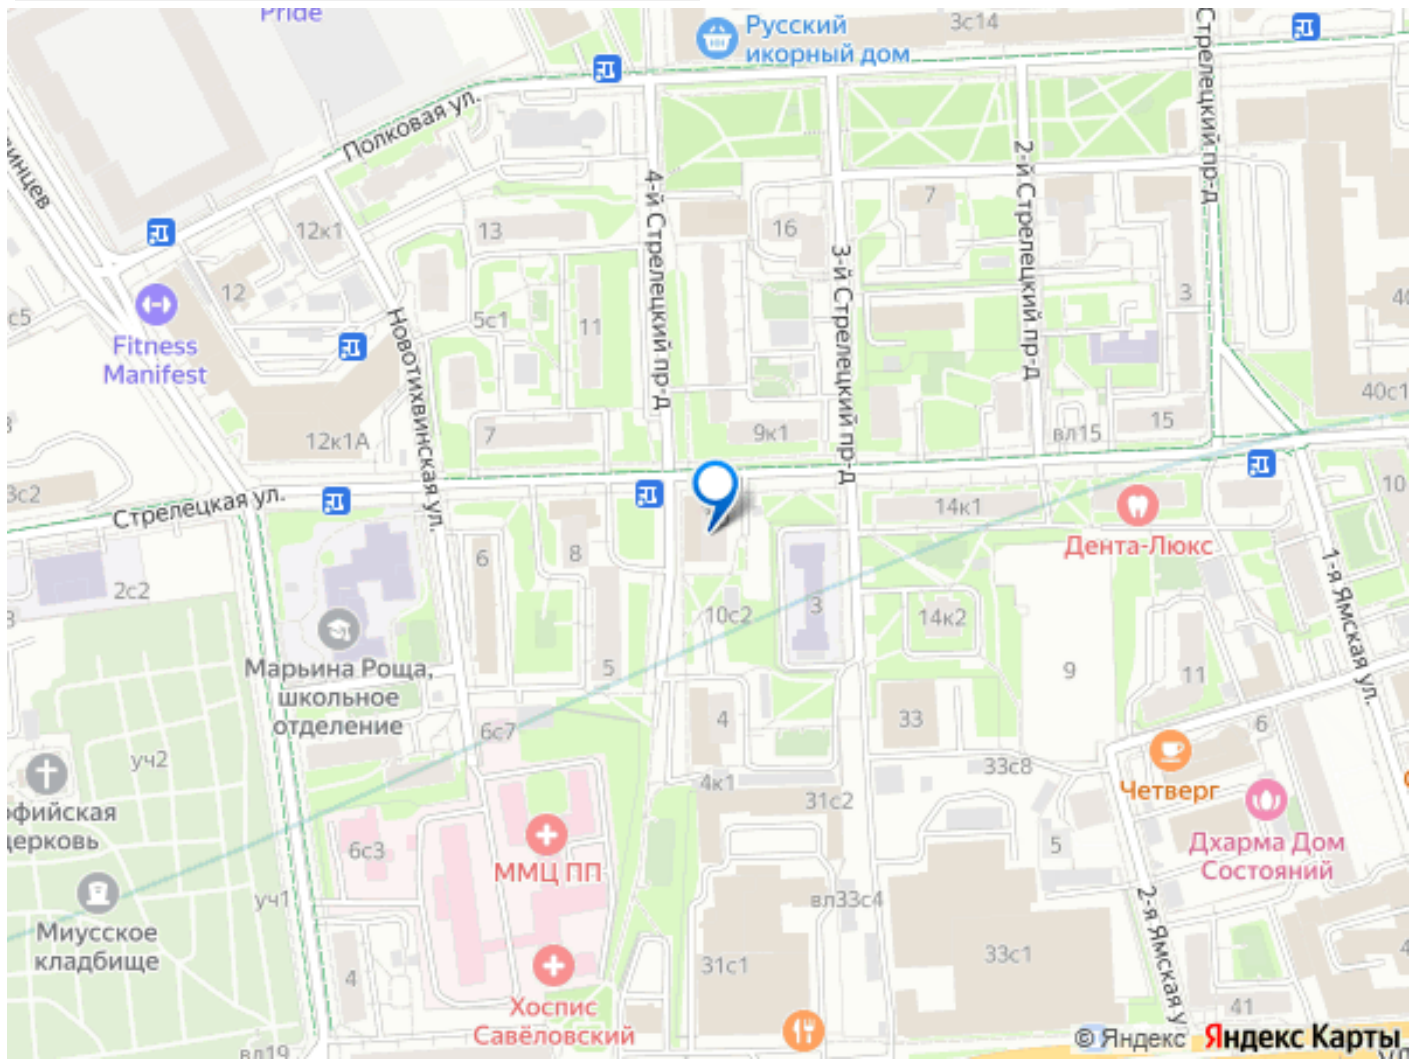 Pride
Русский
икорный дом
3с14
Стрелецкий пр-д
Полковая ул.
винцев
4-й Стрелецкий пр-д
3-й Стрелецкий пр-д
2-й Стрелецкий пр-д
7
12к1
13
16
12
5с1
11
3
с5
Fitness
Manifest
Новотихвинская ул.
40с1
12к1А
7
9к1
вл15
15
3с2
Стрелецкая ул.
10
14к1
Дента-Люкс
1-я Ямская ул.
6
8
2с2
10с2
3
14к2
Марьина Роща,
школьное
отделение
5
9
11
4
33
6с7
6
уч2
4к1
33с8
Четверг
31с2
офийская
церковь
6с3
ММЦ ПП
5
Дхарма Дом
Состояний
уч1
вл33с4
2-я Ямская у
Миусское
кладбище
4
31с1
33с1
Хоспис
Савёловский
41
вл19
© Яндекс Яндекс Карты